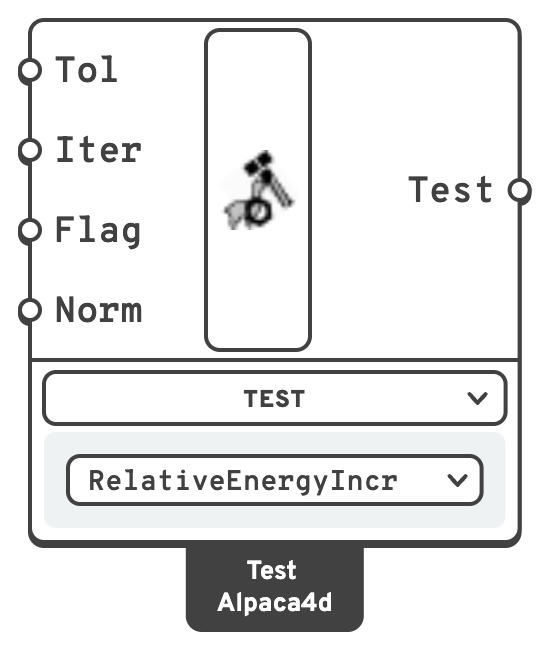 Tol
Iter
Flag
Norm
Test
TEST
RelativeEnergyIncr
Test
Alpaca4d